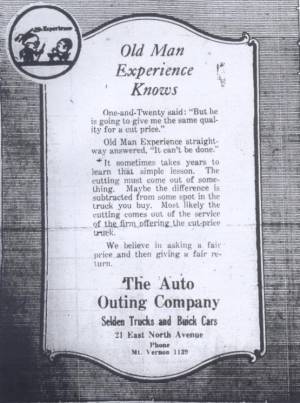 Experience
Old Man
Experience
Knows
One-and-Twenty said: "But he
is going to give me the same qual-
ity for a cut price."
Old Man Experience straight-
way answered, "It can't be done."
It sometimes takes years to
learn that simple lesson. The
cutting must come out of some-
thing. Maybe the difference is
subtracted from some spot in the
truck you buy. Most likely the
cutting comes out of the service
of the firm offering the cut-price
truck.
We believe in asking a fair
price and then giving a fair re-
turn.
The Auto
Outing Company
Selden Trucks and Buick Cars
21 East North Avenue
Phone
Mt. Vernon 1129